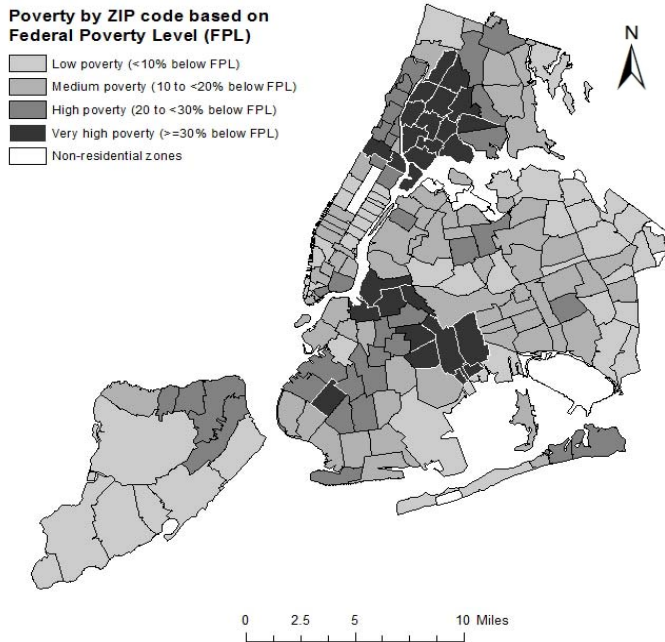 Poverty by ZIP code based on
Federal Poverty Level (FPL)
Low poverty (<10% below FPL)
Medium poverty (10 to <20% below FPL)
High poverty (20 to <30% below FPL)
Very high poverty (>=30% below FPL)
Non-residential zones
N
0 2.5 5 10 Miles